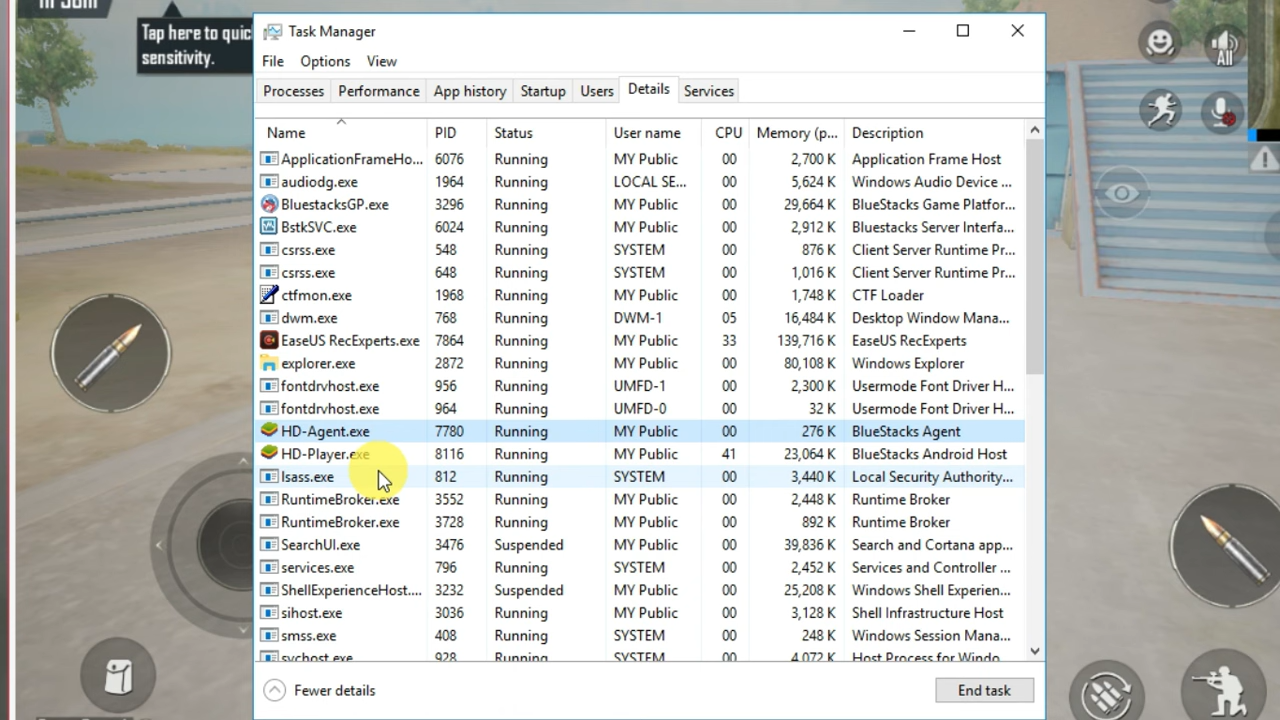 Tap here to quic
sensitivity.
All
Task Manager
File Options View
Processes Performance App history Startup Users Details Services
Name PID Status User name CPU Memory (p... Description
ApplicationFrameHo... 6076 Running MY Public 00 2,700 K Application Frame Host
audiodg.exe 1964 Running LOCAL SE... 00 5,624 K Windows Audio Device ...
BluestacksGP.exe 3296 Running MY Public 00 29,664 K BlueStacks Game Platfor...
BstkSVC.exe 6024 Running MY Public 00 2,912 K Bluestacks Server Interfa...
csrss.exe 548 Running SYSTEM 00 876 K Client Server Runtime Pr...
csrss.exe 648 Running SYSTEM 00 1,016 K Client Server Runtime Pr...
ctfmon.exe 1968 Running MY Public 00 1,748 K CTF Loader
dwm.exe 768 Running DWM-1 05 16,484 K Desktop Window Mana...
EaseUS RecExperts.exe 7864 Running MY Public 33 139,716 K EaseUS RecExperts
explorer.exe 2872 Running MY Public 00 80,108 K Windows Explorer
fontdrvhost.exe 956 Running UMFD-1 00 2,300 K Usermode Font Driver H...
fontdrvhost.exe 964 Running UMFD-0 00 32 K Usermode Font Driver H...
HD-Agent.exe 7780 Running MY Public 00 276 K BlueStacks Agent
HD-Player.exe 8116 Running MY Public 41 23,064 K BlueStacks Android Host
lsass.exe 812 Running SYSTEM 00 3,440 K Local Security Authority...
RuntimeBroker.exe 3552 Running MY Public 00 2,448 K Runtime Broker
RuntimeBroker.exe 3728 Running MY Public 00 892 K Runtime Broker
SearchUI.exe 3476 Suspended MY Public 00 39,836 K Search and Cortana app...
services.exe 796 Running SYSTEM 00 2,452 K Services and Controller ...
ShellExperienceHost.... 3232 Suspended MY Public 00 25,208 K Windows Shell Experien...
sihost.exe 3036 Running MY Public 00 3,128 K Shell Infrastructure Host
smss.exe 408 Running SYSTEM 00 248 K Windows Session Mana...
svchost.exe 928 Running SYSTEM 00 4,072 K Host Process for Windo...
Fewer details End task